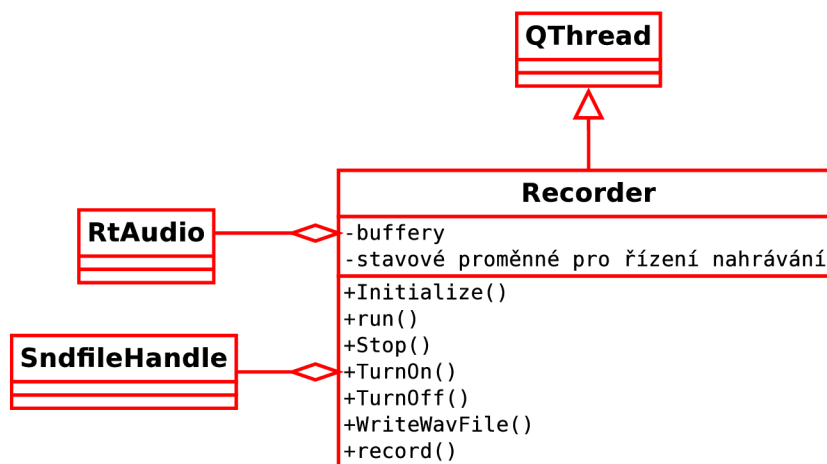 QThread
Recorder
-buffery
-stavové proměnné pro řízení nahrávání
RtAudio
+Initialize()
+run()
+Stop()
+TurnOn()
+TurnOff()
+WriteWavFile()
+record()
SndfileHandle